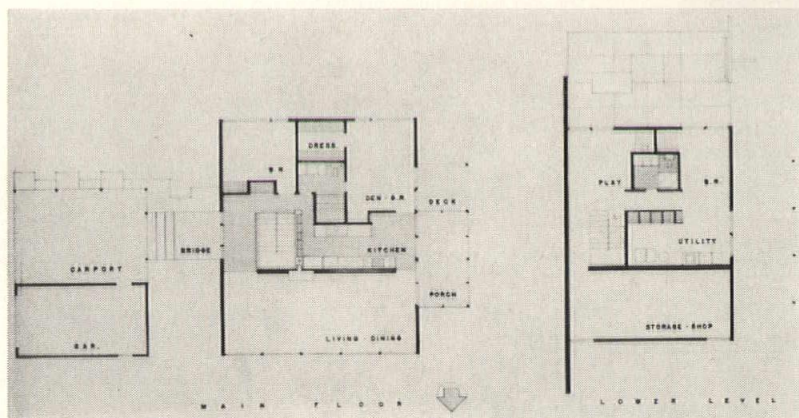 DRESS.
B.R.
PLAY
B.R.
DEN-B.R.
DECK
BRIDGE
KITCHEN
UTILITY
CARPORT
PORCH
STORAGE-SHOP
LIVING-DINING
GAR.
MAIN FLOOR
LOWER LEVEL